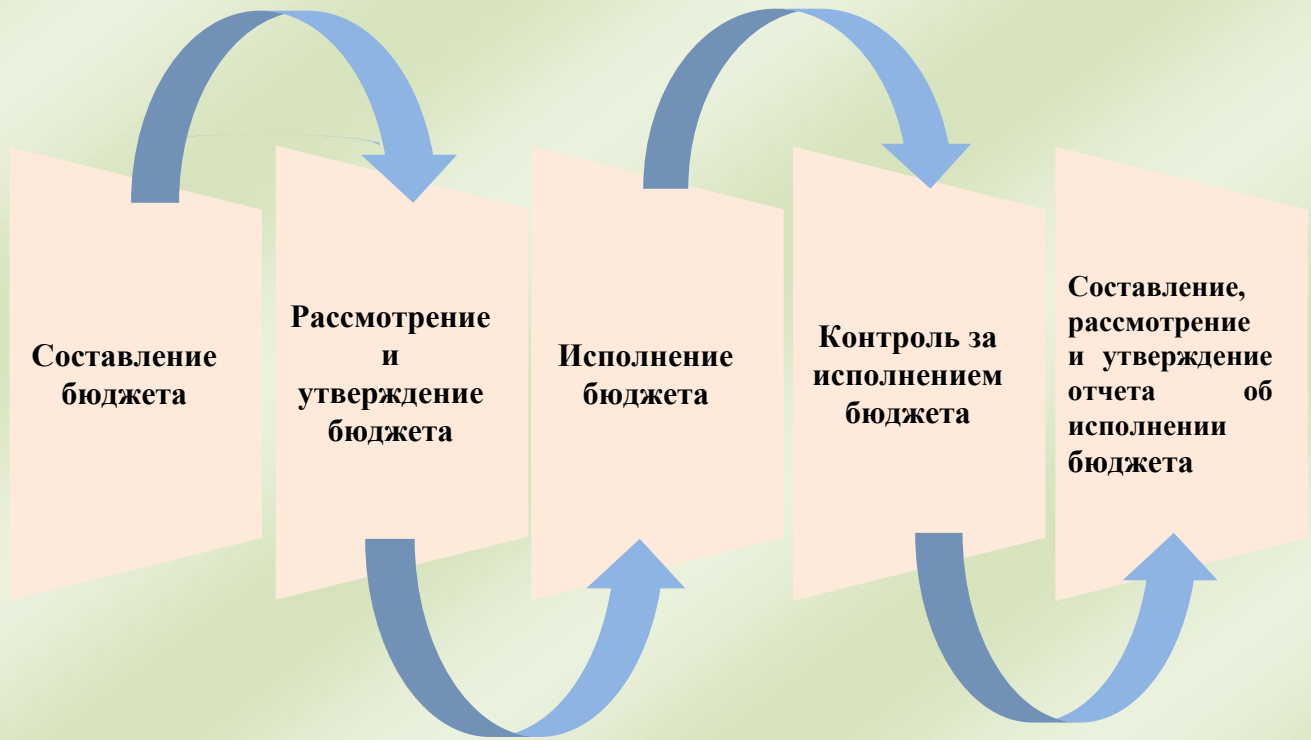 Составление
бюджета
Рассмотрение
и
утверждение
бюджета
Исполнение
бюджета
Контроль за
исполнением
бюджета
Составление,
рассмотрение
и утверждение
отчета об
исполнении
бюджета